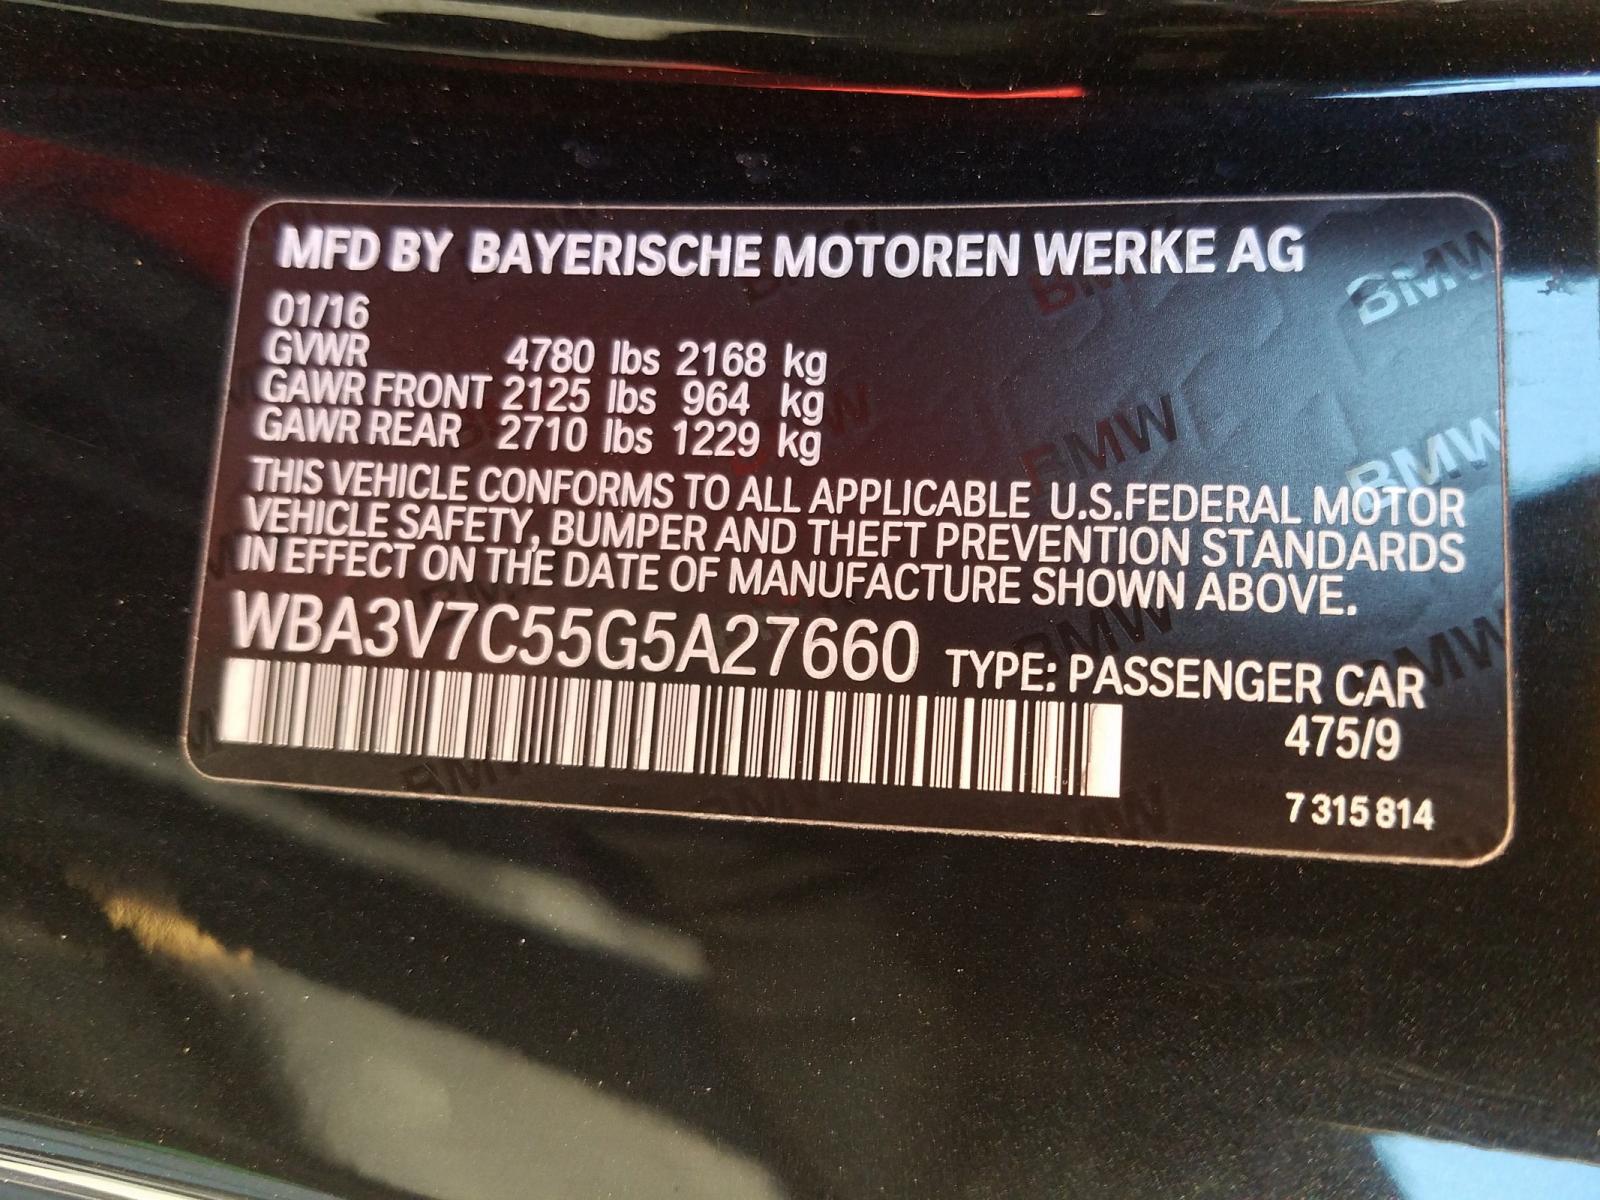 MFD BY BAYERISCHE MOTOREN WERKE AG
01/16
GVWR 4780 lbs 2168 kg
GAWR FRONT 2125 lbs 964 kg
GAWR REAR 2710 lbs 1229 kg
THIS VEHICLE CONFORMS TO ALL APPLICABLE U.S.FEDERAL MOTOR
VEHICLE SAFETY, BUMPER AND THEFT PREVENTION STANDARDS
IN EFFECT ON THE DATE OF MANUFACTURE SHOWN ABOVE.
WBA3V7C55G5A27660 TYPE: PASSENGER CAR
475/9
7 315 814